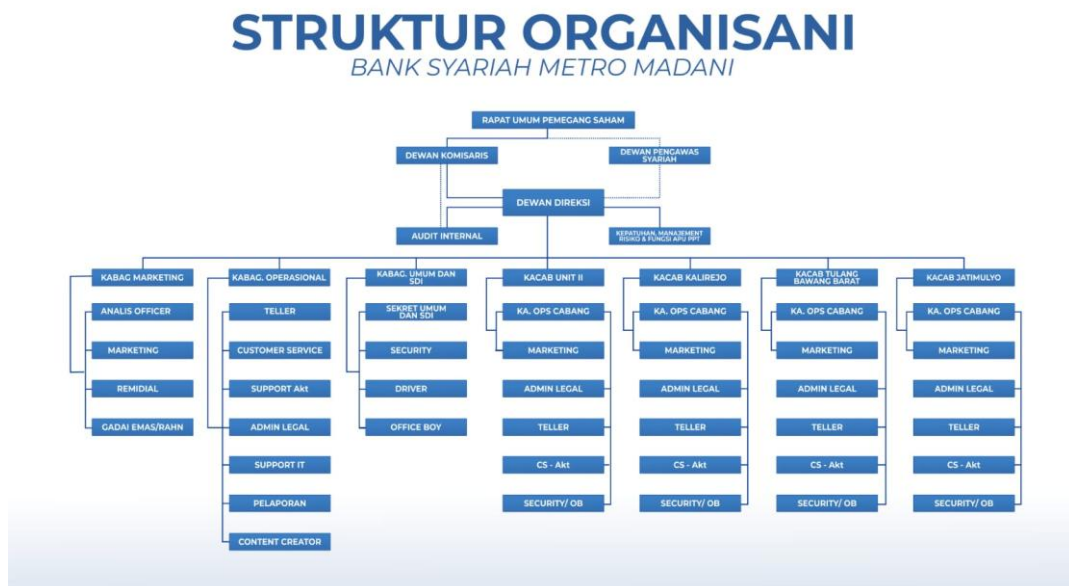 STRUKTUR ORGANISANI
BANK SYARIAH METRO MADANI
RAPAT UMUM PEMEGANG SAHAM
DEWAN KOMISARIS
DEWAN PENGAWAS
SYARIAH
DEWAN DIREKSI
AUDIT INTERNAL
KEPATUHAN, MANAJEMENT
RISIKO & FUNGSI APU PPT
KABAG MARKETING
ANALIS OFFICER
MARKETING
REMIDIAL
GADAI EMAS/RAHN
KABAG. OPERASIONAL
TELLER
CUSTOMER SERVICE
SUPPORT Akt
ADMIN LEGAL
SUPPORT IT
PELAPORAN
CONTENT CREATOR
KABAG. UMUM DAN
SDI
SEKRET UMUM
DAN SDI
SECURITY
DRIVER
OFFICE BOY
KACAB UNIT II
KA. OPS CABANG
MARKETING
ADMIN LEGAL
TELLER
CS - Akt
SECURITY/ OB
KACAB KALIREJO
KA. OPS CABANG
MARKETING
ADMIN LEGAL
TELLER
CS - Akt
SECURITY/ OB
KACAB TULANG
BAWANG BARAT
KA. OPS CABANG
MARKETING
ADMIN LEGAL
TELLER
CS - Akt
SECURITY/ OB
KACAB JATIMULYO
KA. OPS CABANG
MARKETING
ADMIN LEGAL
TELLER
CS - Akt
SECURITY/ OB